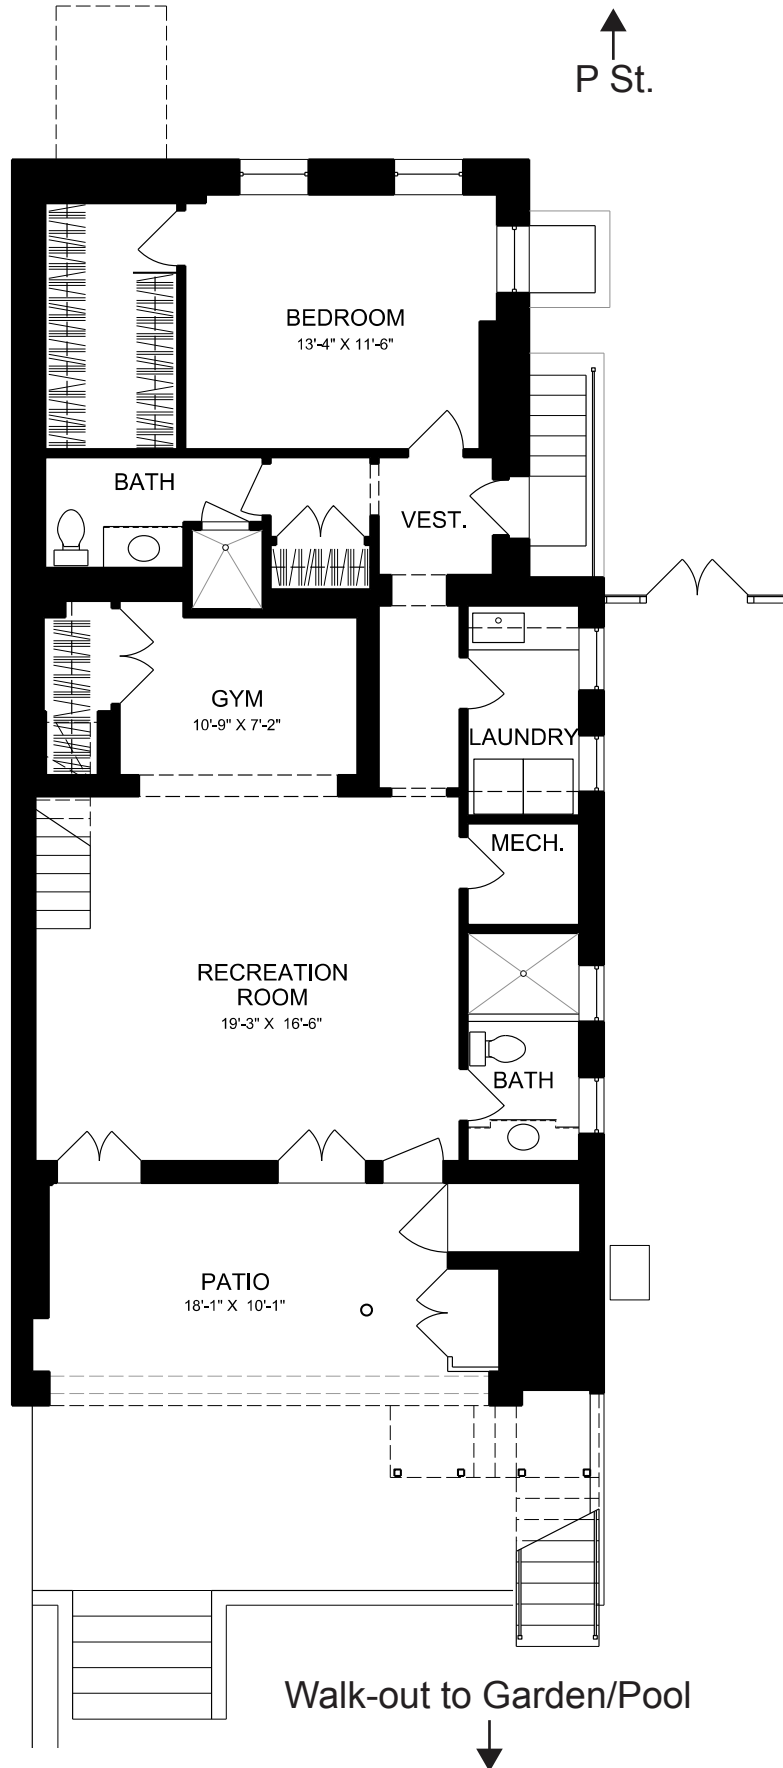 P St.
BEDROOM
13'-4" X 11'-6"
BATH
VEST.
GYM
10'-9" X 7'-2"
LAUNDRY
MECH.
RECREATION
ROOM
19'-3" X 16'-6"
BATH
PATIO
18'-1" X 10'-1"
Walk-out to Garden/Pool